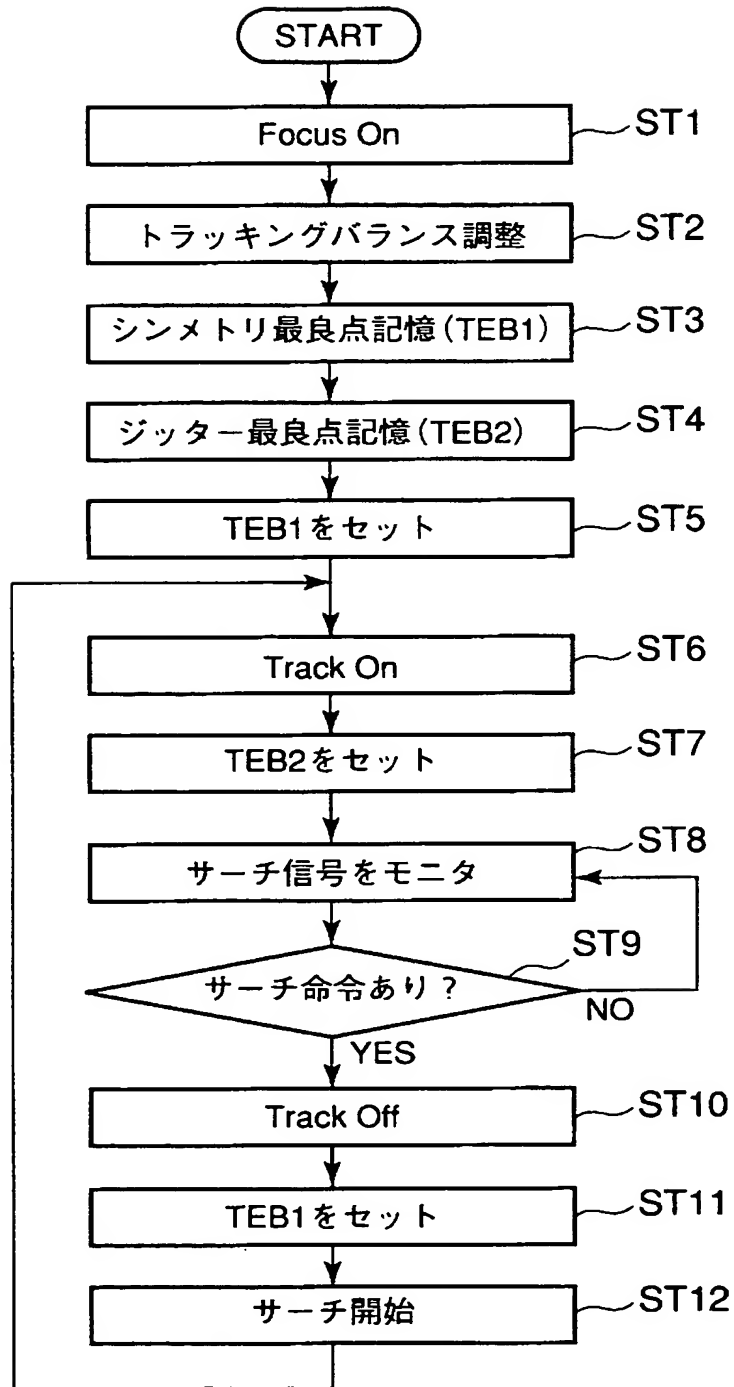 START
Focus On
ST1
トラッキングバランス調整
ST2
シンメトリ最良点記憶(TEB1)
ST3
ジッター最良点記憶(TEB2)
ST4
TEB1をセット
ST5
Track On
ST6
TEB2をセット
ST7
サーチ信号をモニタ
ST8
サーチ命令あり?
ST9
NO
YES
Track Off
ST10
TEB1をセット
ST11
サーチ開始
ST12